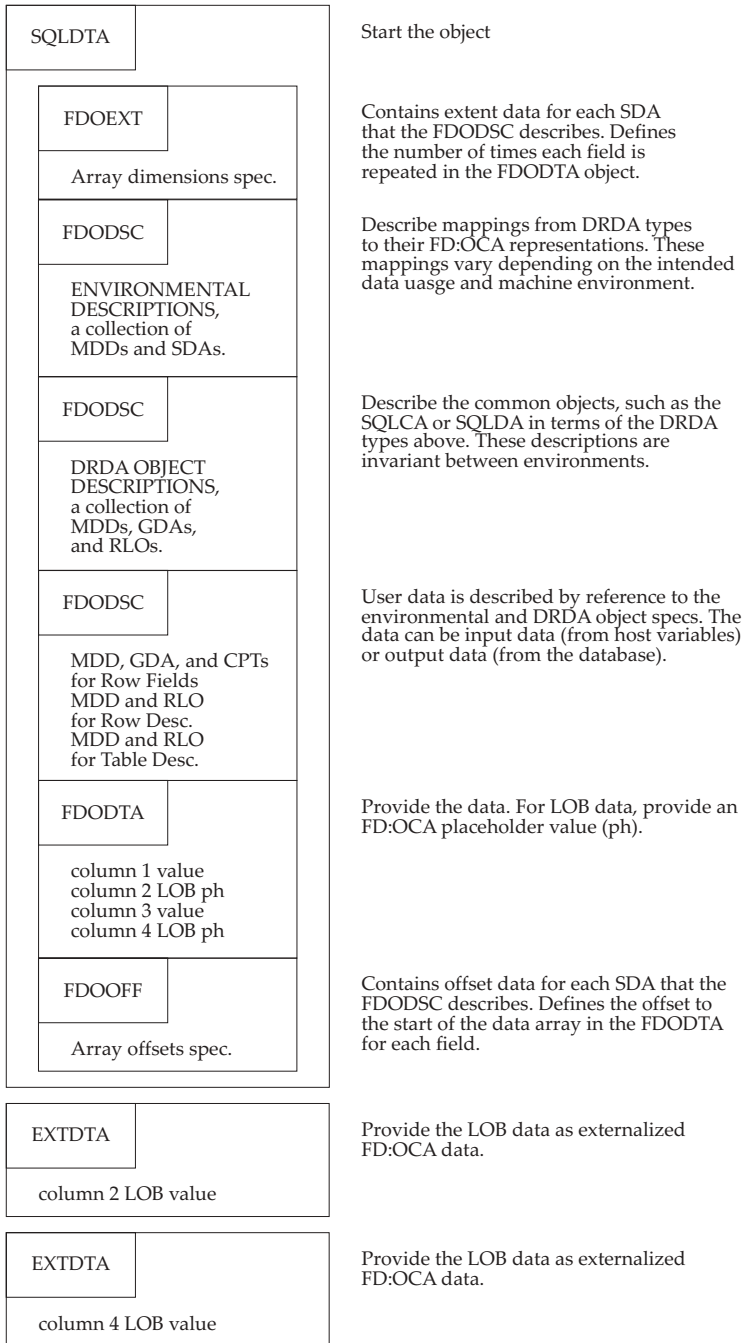 SQLDTA
Start the object
FDOEXT
Array dimensions spec.
Contains extent data for each SDA
that the FDODSC describes. Defines
the number of times each field is
repeated in the FDODTA object.
FDODSC
ENVIRONMENTAL
DESCRIPTIONS,
a collection of
MDDs and SDAs.
Describe mappings from DRDA types
to their FD:OCA representations. These
mappings vary depending on the intended
data uasge and machine environment.
FDODSC
DRDA OBJECT
DESCRIPTIONS,
a collection of
MDDs, GDAs,
and RLOs.
Describe the common objects, such as the
SQLCA or SQLDA in terms of the DRDA
types above. These descriptions are
invariant between environments.
FDODSC
MDD, GDA, and CPTs
for Row Fields
MDD and RLO
for Row Desc.
MDD and RLO
for Table Desc.
User data is described by reference to the
environmental and DRDA object specs. The
data can be input data (from host variables)
or output data (from the database).
FDODTA
column 1 value
column 2 LOB ph
column 3 value
column 4 LOB ph
Provide the data. For LOB data, provide an
FD:OCA placeholder value (ph).
FDOOFF
Array offsets spec.
Contains offset data for each SDA that the
FDODSC describes. Defines the offset to
the start of the data array in the FDODTA
for each field.
EXTDTA
column 2 LOB value
Provide the LOB data as externalized
FD:OCA data.
EXTDTA
column 4 LOB value
Provide the LOB data as externalized
FD:OCA data.